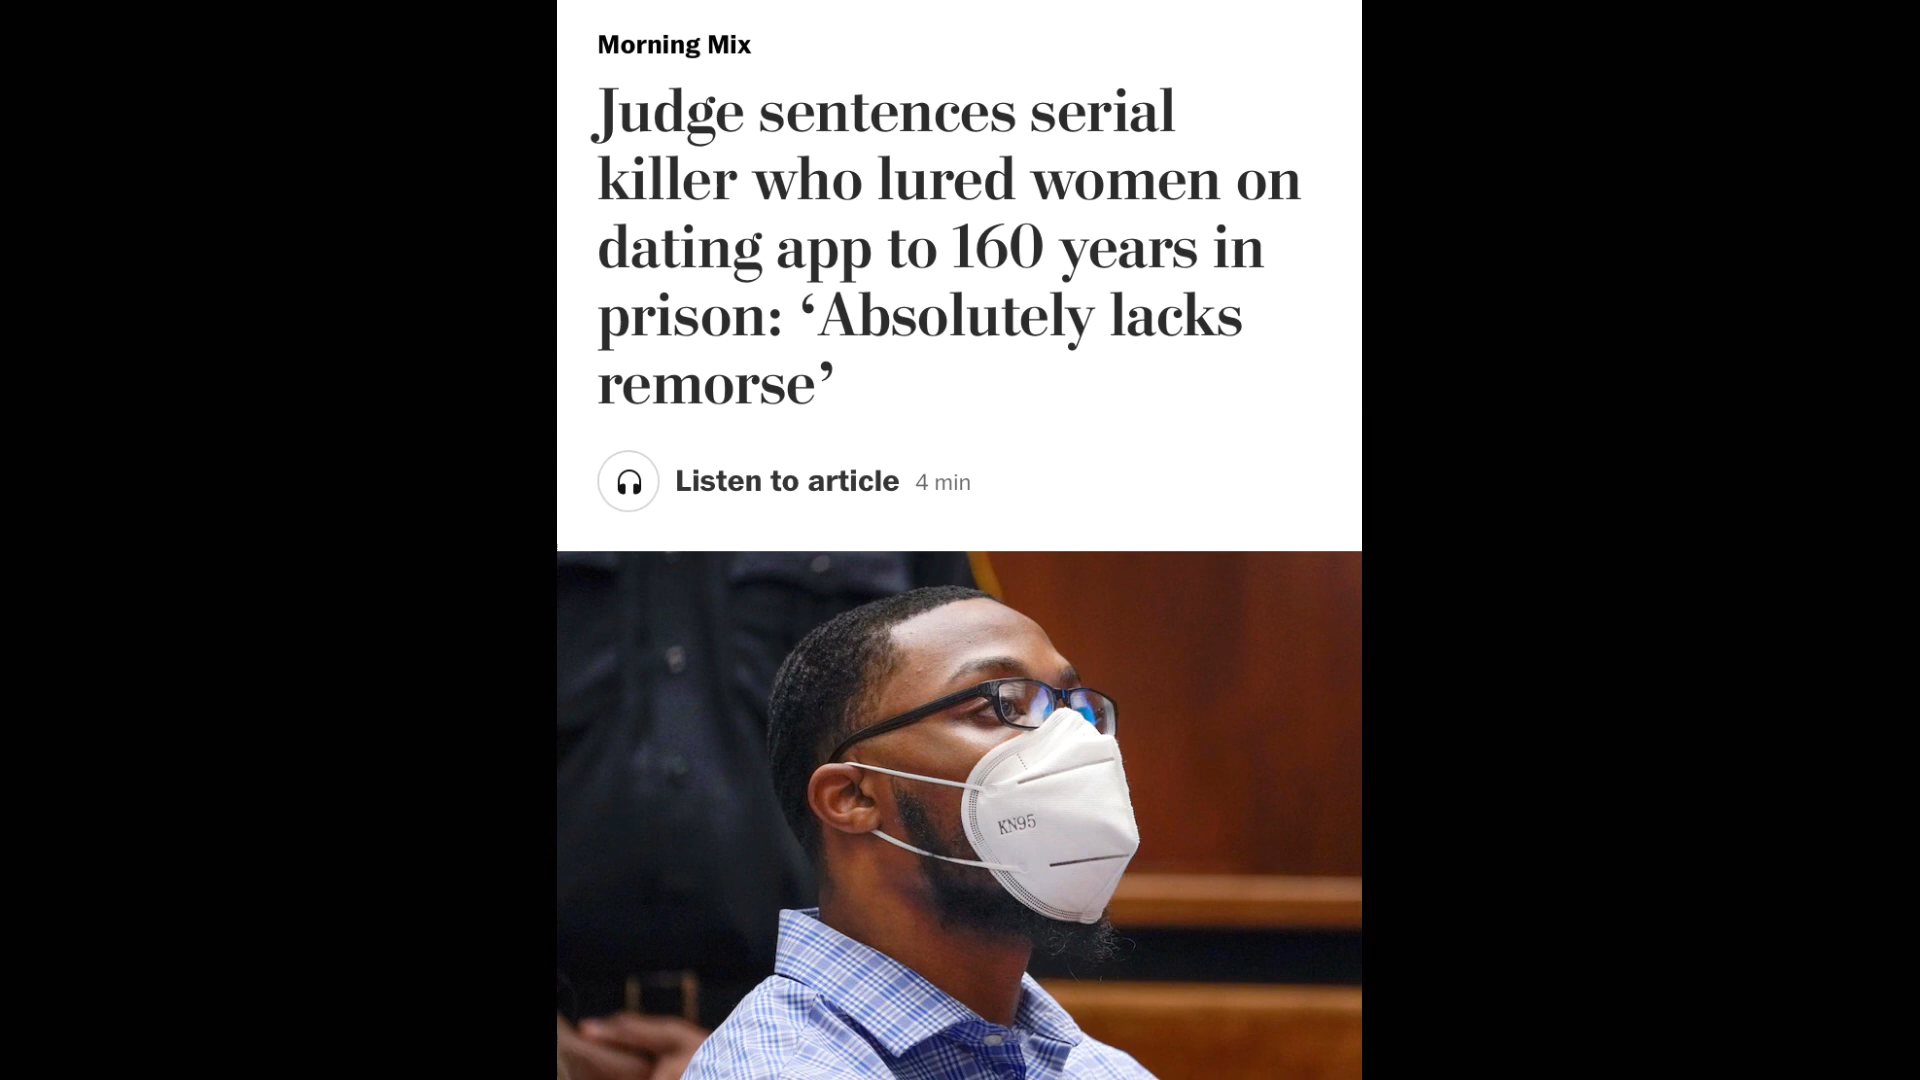 Morning Mix
Judge sentences serial
killer who lured women on
dating app to 160 years in
prison: ‘Absolutely lacks
remorse’
Listen to article 4 min
KN95